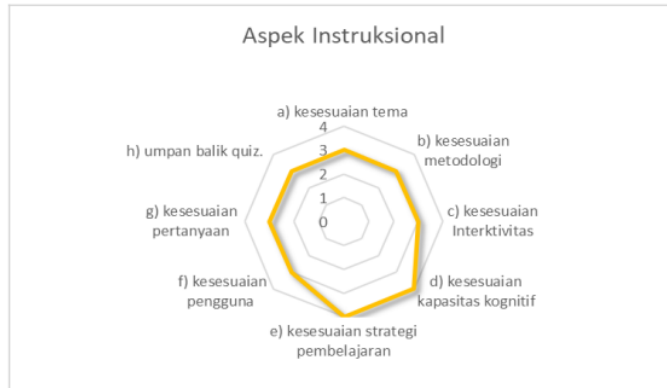 Aspek Instruksional
a) kesesuaian tema
b) kesesuaian
metodologi
c) kesesuaian
Interktivitas
d) kesesuaian
kapasitas kognitif
e) kesesuaian strategi
pembelajaran
f) kesesuaian
pengguna
g) kesesuaian
pertanyaan
h) umpan balik quiz.
4
3
2
1
0